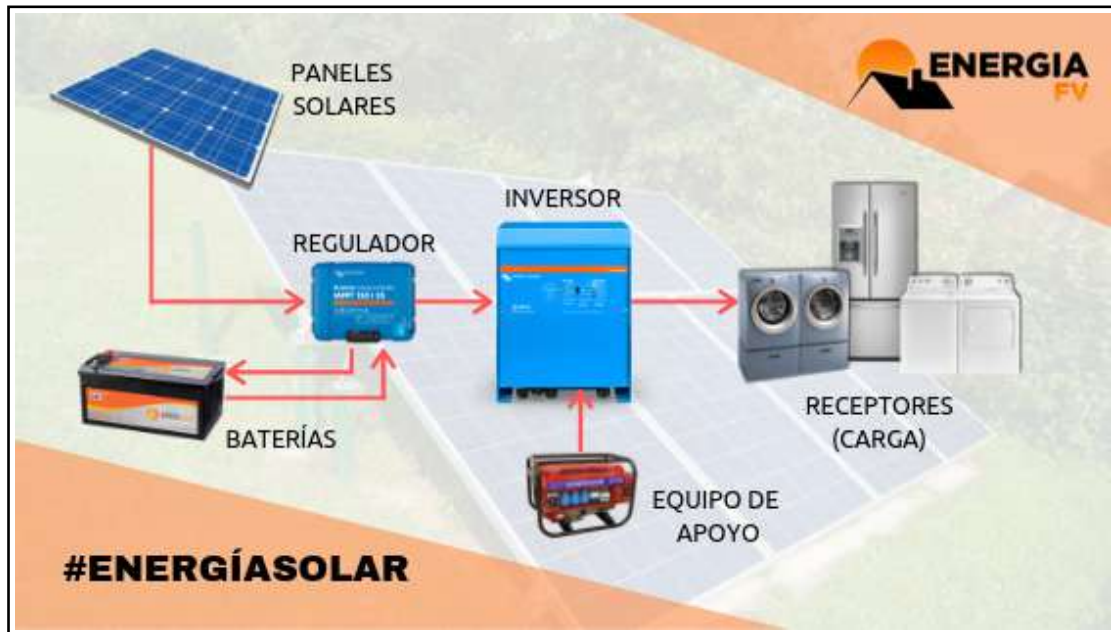 PANELES
SOLARES
ENERGIA
FV
INVERSOR
REGULADOR
BATERÍAS
RECEPTORES
(CARGA)
EQUIPO DE
APOYO
#ENERGÍASOLAR